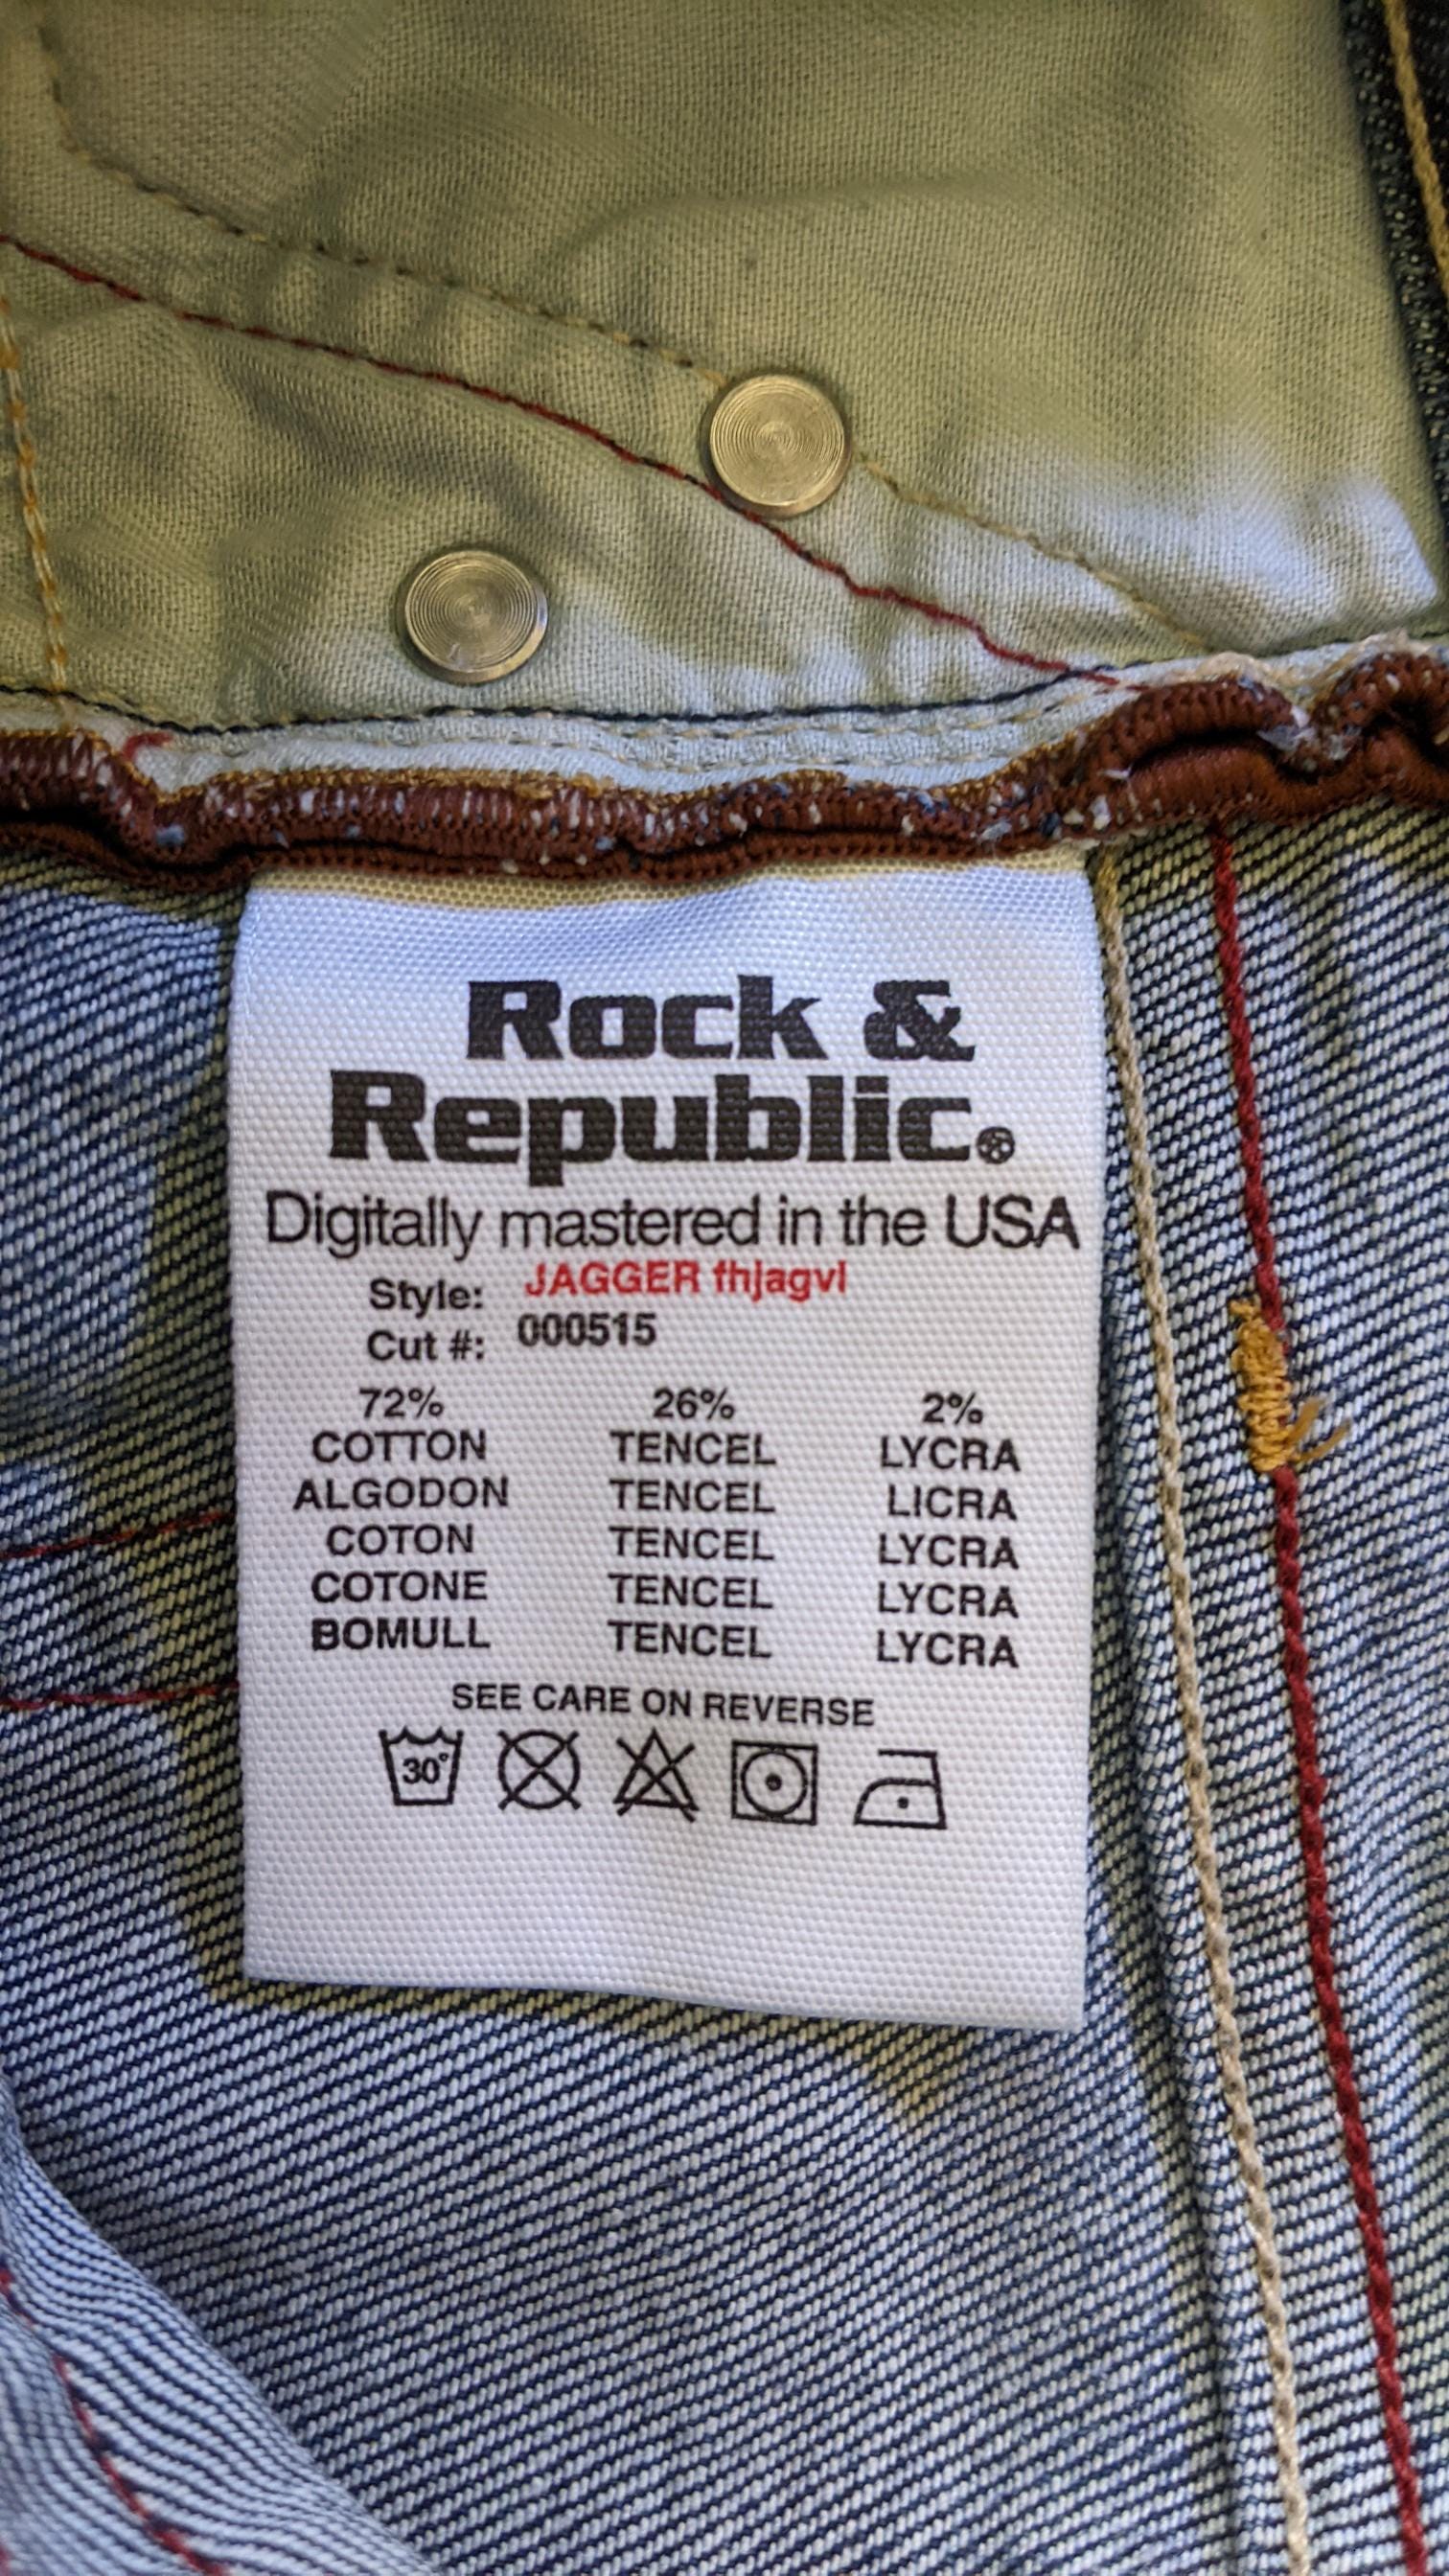 Rock &
Republic®
Digitally mastered in the USA
Style: JAGGER fhjagvl
Cut #: 000515
72% 26% 2%
COTTON TENCEL LYCRA
ALGODON TENCEL LICRA
COTON TENCEL LYCRA
COTONE TENCEL LYCRA
BOMULL TENCEL LYCRA
SEE CARE ON REVERSE
30°